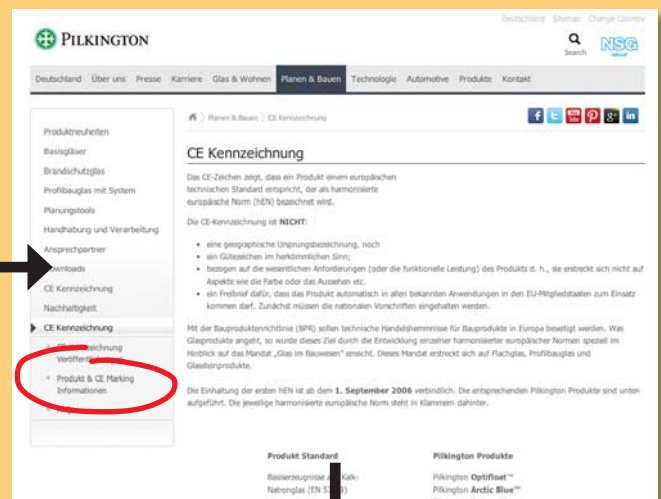 Deutschland Sitemap Change Country
PILKINGTON
Search
NSG
GROUP
Deutschland Über uns Presse Karriere Glas & Wohnen Planen & Bauen Technologie Automotive Produkte Kontakt
Planen & Bauen CE Kennzeichnung
Produktneuheiten
Basisgläser
Brandschutzglas
Profilbauglas mit System
Planungstools
Handhabung und Verarbeitung
Ansprechpartner
CE Kennzeichnung
Nachhaltigkeit
CE Kennzeichnung
Produkt & CE Marking
Informationen
CE Kennzeichnung
Das CE-Zeichen zeigt, dass ein Produkt einem europäischen
technischen Standard entspricht, der als harmonisierte
europäische Norm (hEN) bezeichnet wird.
Die CE-Kennzeichnung ist NICHT:
• eine geographische Ursprungsbezeichnung, noch
• ein Gütezeichen im herkömmlichen Sinn;
• bezogen auf die wesentlichen Anforderungen (oder die funktionelle Leistung) des Produkts d. h., sie erstreckt sich nicht auf
Aspekte wie die Farbe oder das Aussehen etc.
• ein Freibrief dafür, dass das Produkt automatisch in allen bekannten Anwendungen in den EU-Mitgliedstaaten zum Einsatz
kommen darf. Zunächst müssen die nationalen Vorschriften eingehalten werden.
Mit der Bauproduktenrichtlinie (BPR) sollen technische Handelshemmnisse für Bauprodukte in Europa beseitigt werden. Was
Glasprodukte angeht, so wurde dieses Ziel durch die Entwicklung einzelner harmonisierter europäischer Normen speziell im
Hinblick auf das Mandat „Glas im Bauwesen" erreicht. Dieses Mandat erstreckt sich auf Flachglas, Profilbauglas und
Glassteinprodukte.
Die Einhaltung der ersten hEN ist ab dem 1. September 2006 verbindlich. Die entsprechenden Pilkington Produkte sind unten
aufgeführt. Die jeweilige harmonisierte europäische Norm steht in Klammern dahinter.
Produkt Standard Pilkington Produkte
Basiserzeugnisse Pilkington Optifloat™
Natronglas (EN Pilkington Arctic Blue™